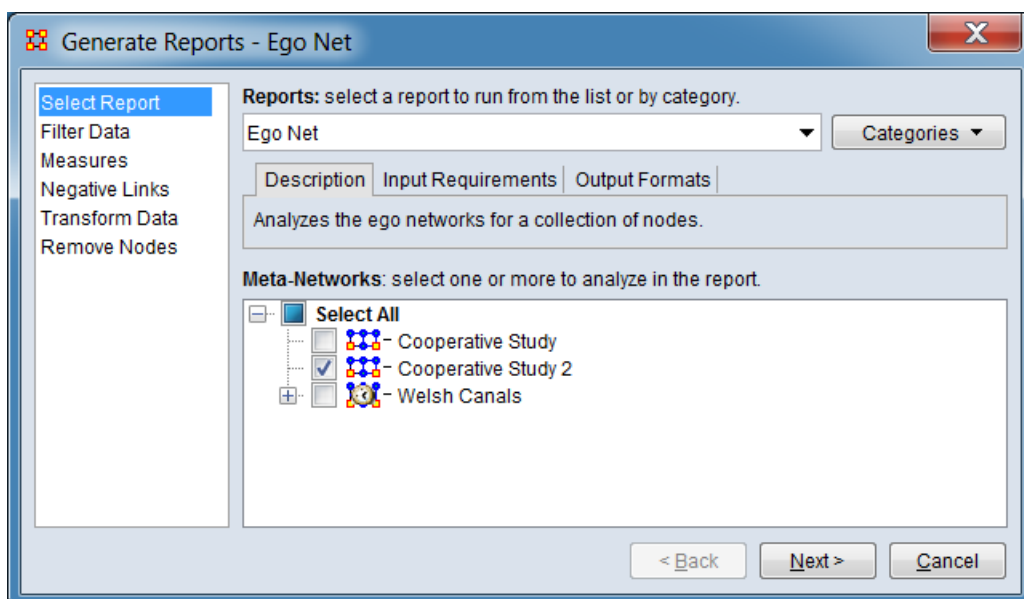 Generate Reports - Ego Net
X
Select Report
Filter Data
Measures
Negative Links
Transform Data
Remove Nodes
Reports: select a report to run from the list or by category.
Ego Net
Categories
Description Input Requirements Output Formats
Analyzes the ego networks for a collection of nodes.
Meta-Networks: select one or more to analyze in the report.
Select All
Cooperative Study
Cooperative Study 2
Welsh Canals
< Back Next > Cancel